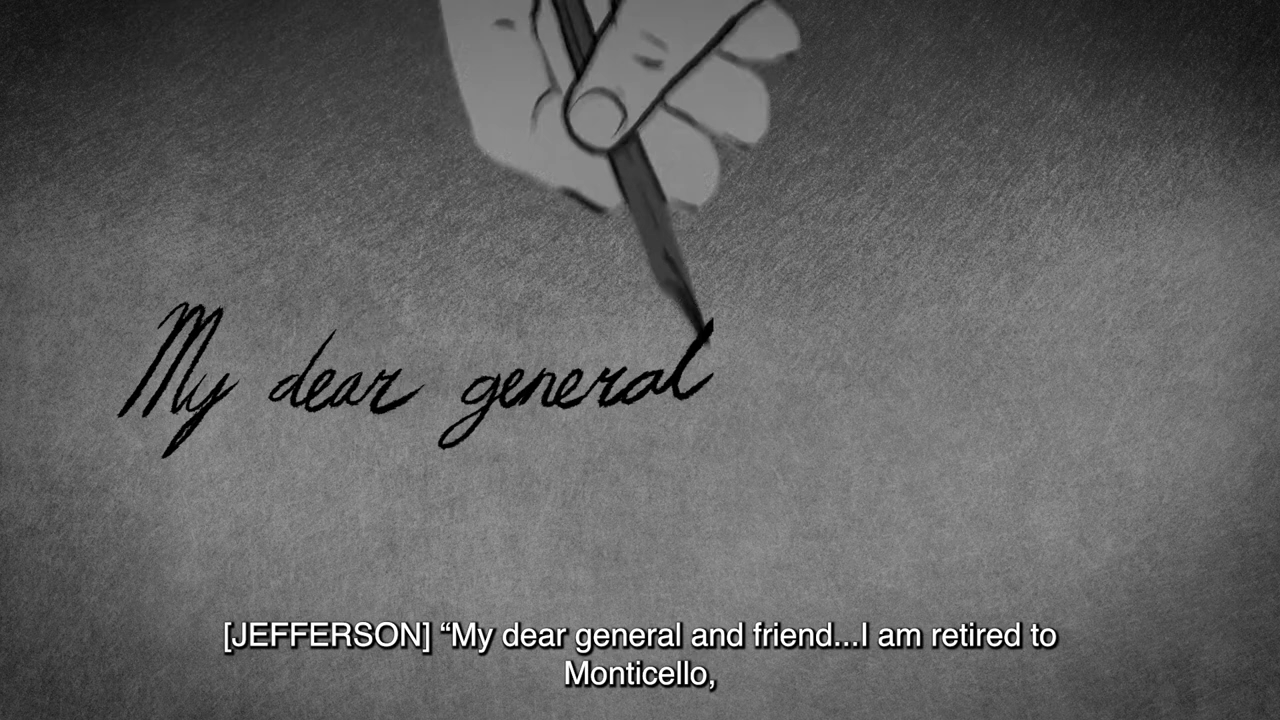 My dear general
[JEFFERSON] “My dear general and friend...I am retired to
Monticello,